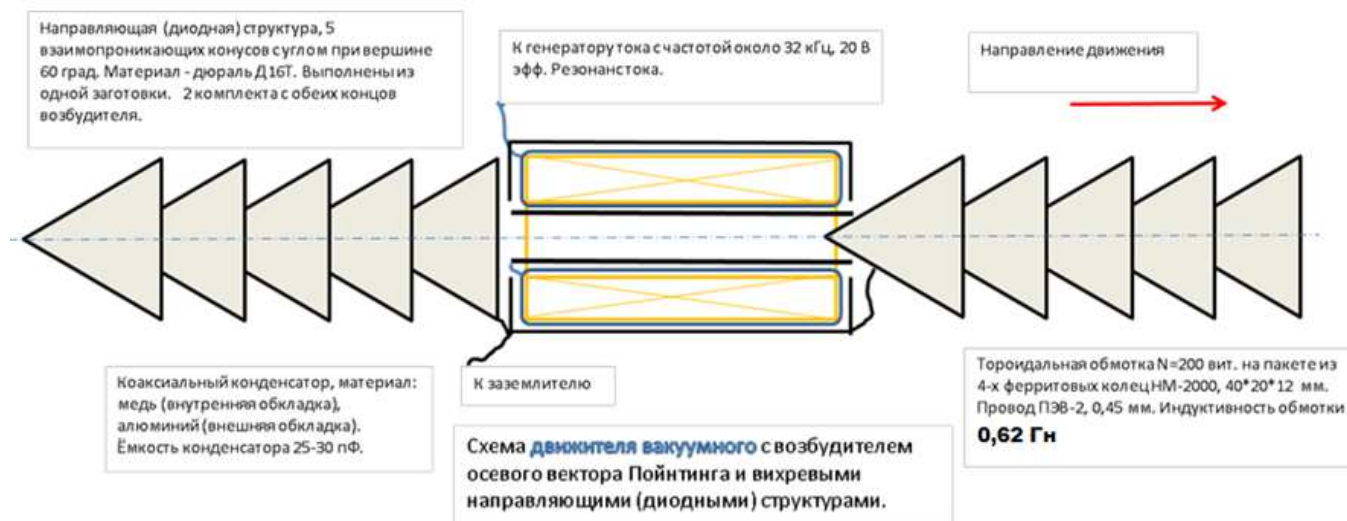 Направляющая (диодная) структура, 5
взаимопроникающих конусов с углом при вершине
60 град. Материал - дюраль Д16Т. Выполнены из
одной заготовки. 2 комплекта с обеих концов
возбудителя.
К генератору тока с частотой около 32 кГц, 20 В
эфф. Резонанс тока.
Направление движения
Коаксиальный конденсатор, материал:
медь (внутренняя обкладка),
алюминий (внешняя обкладка).
Ёмкость конденсатора 25-30 пФ.
К заземлителю
Тороидальная обмотка N=200 вит. на пакете из
4-х ферритовых колец НМ-2000, 40*20*12 мм.
Провод ПЭВ-2, 0,45 мм. Индуктивность обмотки
0,62 Гн
Схема движителя вакуумного с возбудителем
осевого вектора Пойнтинга и вихревыми
направляющими (диодными) структурами.